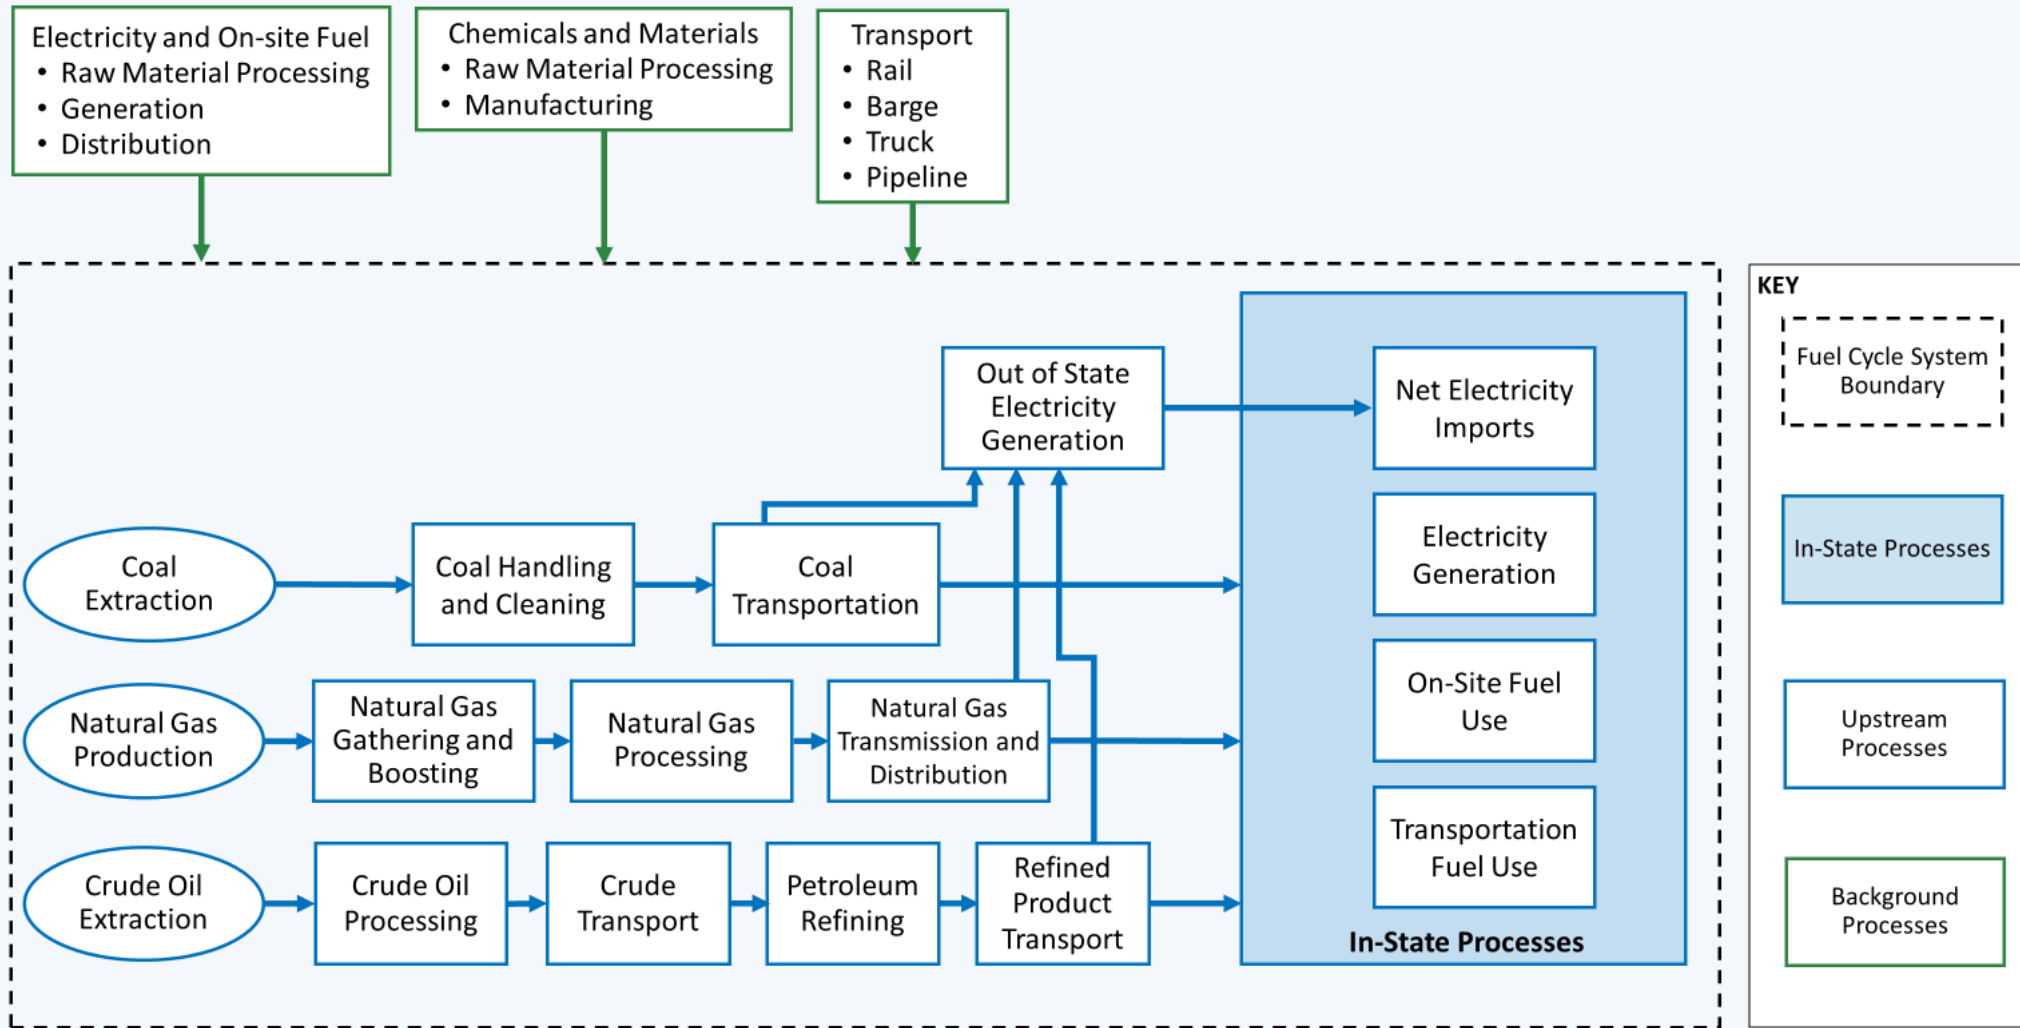 Electricity and On-site Fuel
• Raw Material Processing
• Generation
• Distribution
Chemicals and Materials
• Raw Material Processing
• Manufacturing
Transport
• Rail
• Barge
• Truck
• Pipeline
Out of State
Electricity
Generation
Net Electricity
Imports
Electricity
Generation
On-Site Fuel
Use
Transportation
Fuel Use
In-State Processes
Coal
Extraction
Coal Handling
and Cleaning
Coal
Transportation
Natural Gas
Production
Natural Gas
Gathering and
Boosting
Natural Gas
Processing
Natural Gas
Transmission and
Distribution
Crude Oil
Extraction
Crude Oil
Processing
Crude
Transport
Petroleum
Refining
Refined
Product
Transport
KEY
Fuel Cycle System
Boundary
In-State Processes
Upstream
Processes
Background
Processes